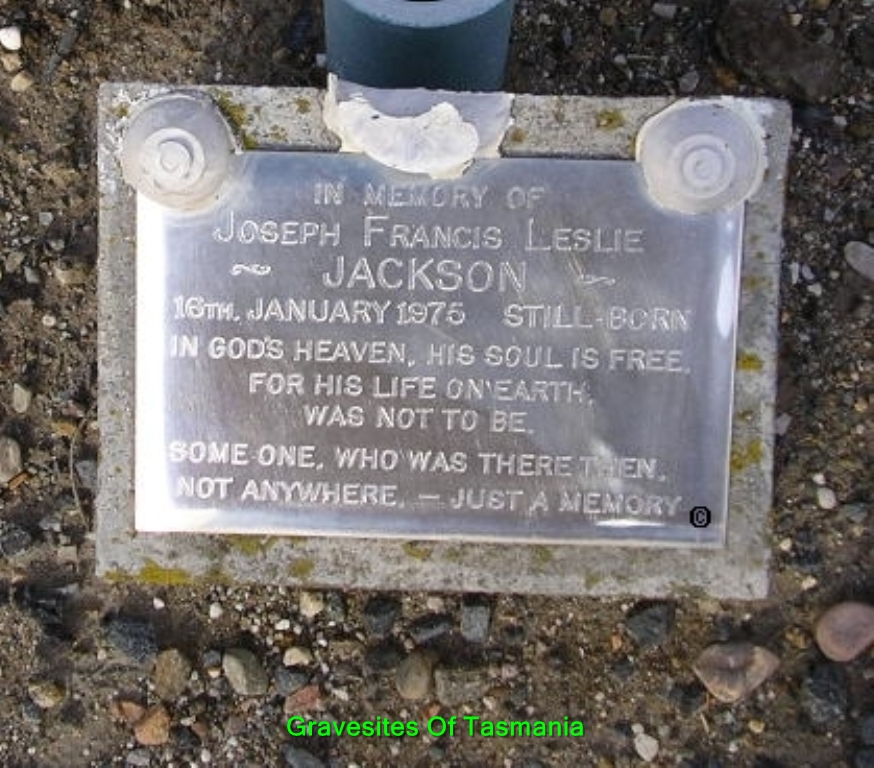 IN MEMORY OF
JOSEPH FRANCIS LESLIE
~ JACKSON ~
16TH. JANUARY 1975 STILL-BORN
IN GOD'S HEAVEN, HIS SOUL IS FREE,
FOR HIS LIFE ON EARTH,
WAS NOT TO BE.
SOME ONE, WHO WAS THERE THEN,
NOT ANYWHERE, — JUST A MEMORY
©
Gravesites Of Tasmania